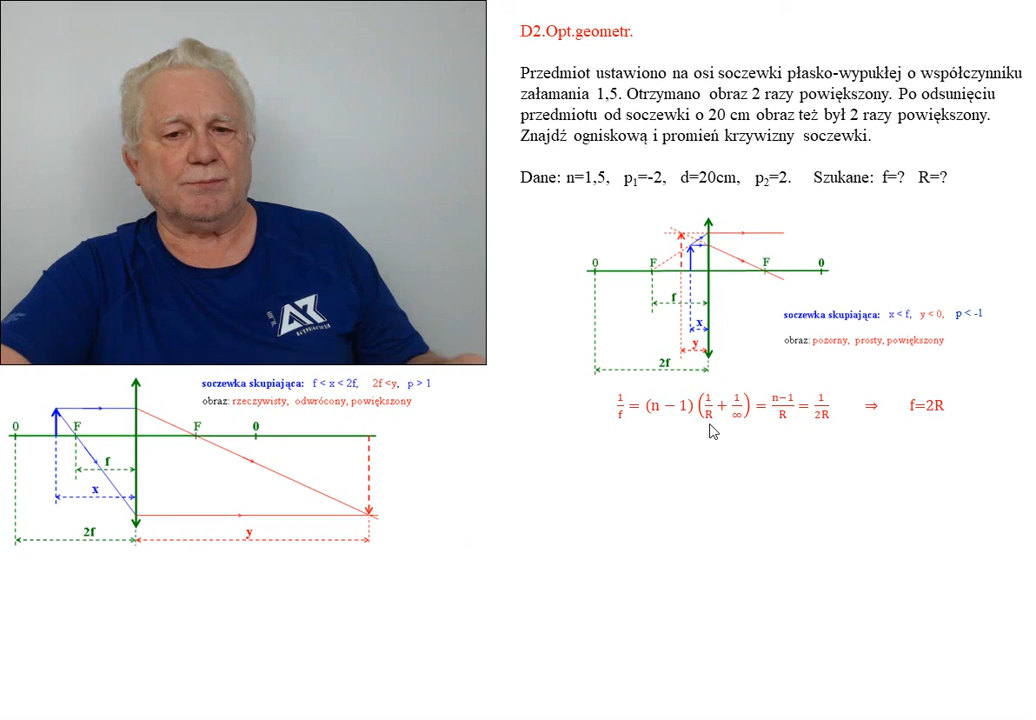 D2.Opt.geometr.
Przedmiot ustawiono na osi soczewki płasko-wypukłej o współczynniku
załamania 1,5. Otrzymano obraz 2 razy powiększony. Po odsunięciu
przedmiotu od soczewki o 20 cm obraz też był 2 razy powiększony.
Znajdź ogniskową i promień krzywizny soczewki.
Dane: n=1,5, p₁=-2, d=20cm, p₂=2. Szukane: f=? R=?
0 F F 0
f
x
y
2f
soczewka skupiająca: x < f, y < 0, p < -1
obraz: pozorny, prosty, powiększony
1/f = (n − 1) (1/R + 1/∞) = n−1/R = 1/2R ⇒ f=2R
AR
soczewka skupiająca: f < x < 2f, 2f <y, p > 1
obraz: rzeczywisty, odwrócony, powiększony
0 F F 0
f
x
2f y